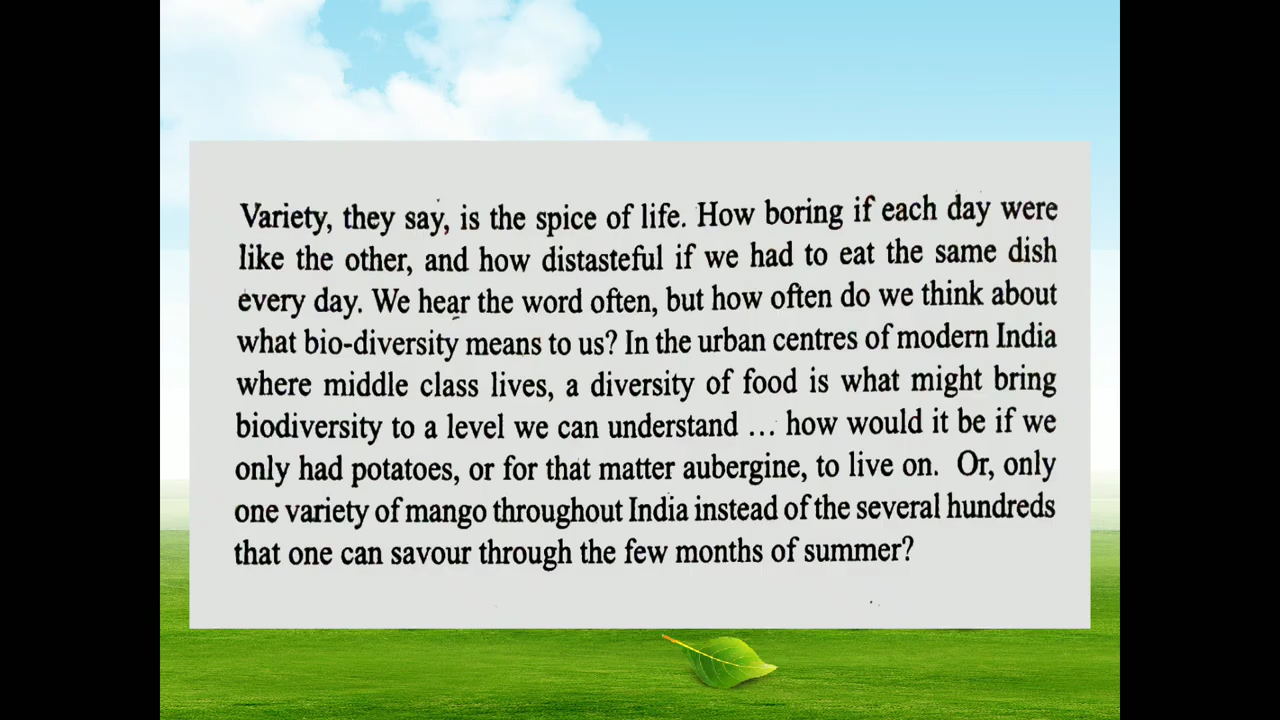 Variety, they say, is the spice of life. How boring if each day were
like the other, and how distasteful if we had to eat the same dish
every day. We hear the word often, but how often do we think about
what bio-diversity means to us? In the urban centres of modern India
where middle class lives, a diversity of food is what might bring
biodiversity to a level we can understand ... how would it be if we
only had potatoes, or for that matter aubergine, to live on. Or, only
one variety of mango throughout India instead of the several hundreds
that one can savour through the few months of summer?